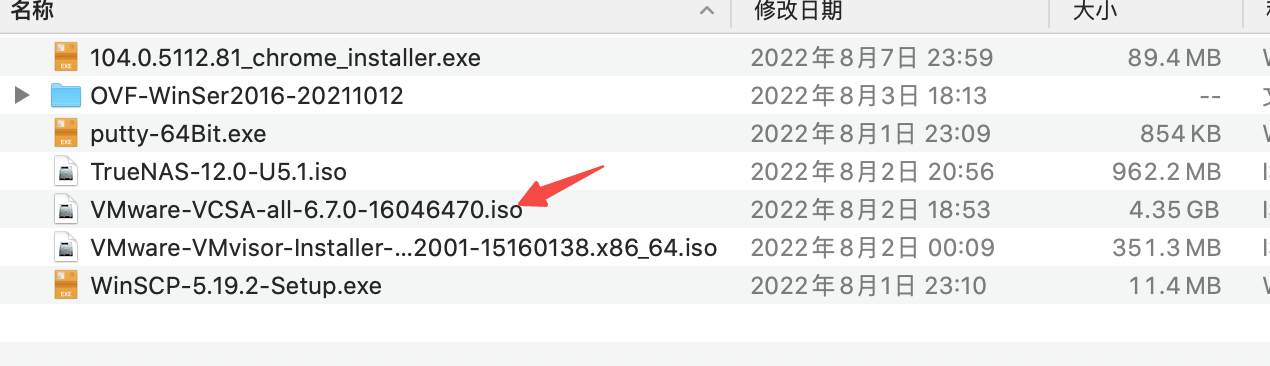 名称 修改日期 大小
104.0.5112.81_chrome_installer.exe 2022年8月7日 23:59 89.4 MB
OVF-WinSer2016-20211012 2022年8月3日 18:13 --
putty-64Bit.exe 2022年8月1日 23:09 854 KB
TrueNAS-12.0-U5.1.iso 2022年8月2日 20:56 962.2 MB
VMware-VCSA-all-6.7.0-16046470.iso 2022年8月2日 18:53 4.35 GB
VMware-VMvisor-Installer-...2001-15160138.x86_64.iso 2022年8月2日 00:09 351.3 MB
WinSCP-5.19.2-Setup.exe 2022年8月1日 23:10 11.4 MB